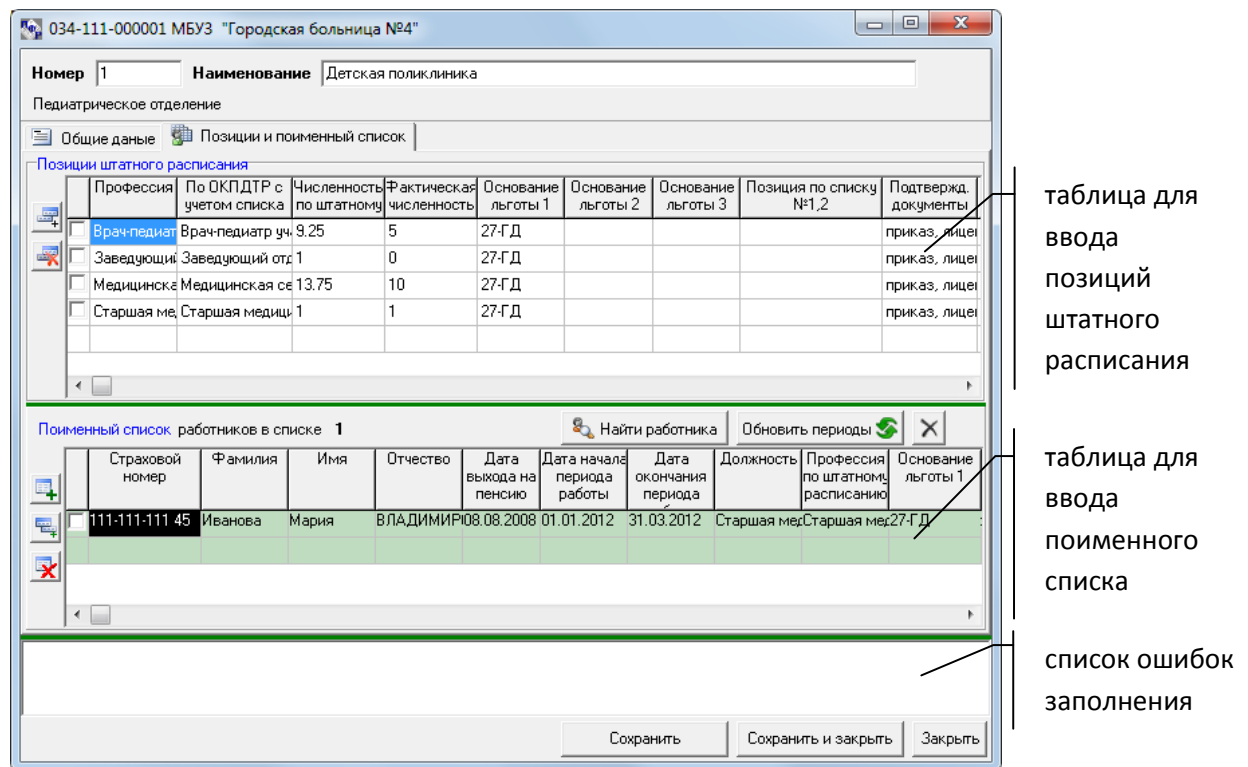 034-111-000001 МБУЗ "Городская больница №4"
Номер 1 Наименование Детская поликлиника
Педиатрическое отделение
Общие даные Позиции и поименный список
Позиции штатного расписания
Профессия По ОКПДТР с Численность Фактическая Основание Основание Основание Позиция по списку Подтвержд.
учетом списка по штатному численность льготы 1 льготы 2 льготы 3 №1,2 документы
Врач-педиат Врач-педиатр уч 9.25 5 27-ГД приказ, лице
Заведующи Заведующий отд 1 0 27-ГД приказ, лице
Медицинска Медицинская се 13.75 10 27-ГД приказ, лице
Старшая ме Старшая медици 1 1 27-ГД приказ, лице
Поименный список работников в списке 1 Найти работника Обновить периоды
Страховой Фамилия Имя Отчество Дата Дата начала Дата Должность Профессия Основание
номер выхода на периода окончания по штатному льготы 1
пенсию работы периода расписанию
111-111-111 45 Иванова Мария ВЛАДИМИР 08.08.2008 01.01.2012 31.03.2012 Старшая мед Старшая мед 27-ГД
Сохранить Сохранить и закрыть Закрыть
таблица для
ввода
позиций
штатного
расписания
таблица для
ввода
поименного
списка
список ошибок
заполнения